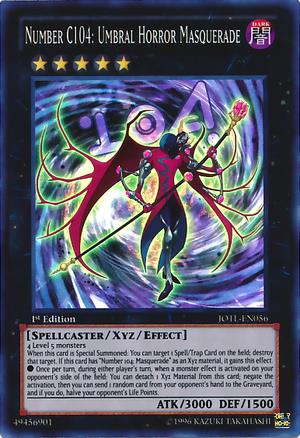 NUMBER C104: UMBRAL HORROR MASQUERADE
DARK
闇
104
1st Edition
JOTL-EN056
[SPELLCASTER/XYZ/EFFECT]
4 Level 5 monsters
When this card is Special Summoned: You can target 1 Spell/Trap Card on the field; destroy
that target. If this card has "Number 104: Masquerade" as an Xyz material, it gains this effect.
● Once per turn, during either player's turn, when a monster effect is activated on your
opponent's side of the field: You can detach 1 Xyz Material from this card; negate the
activation, then you can send 1 random card from your opponent's hand to the Graveyard,
and if you do, halve your opponent's Life Points.
ATK/3000 DEF/1500
49456901
©1996 KAZUKI TAKAHASHI